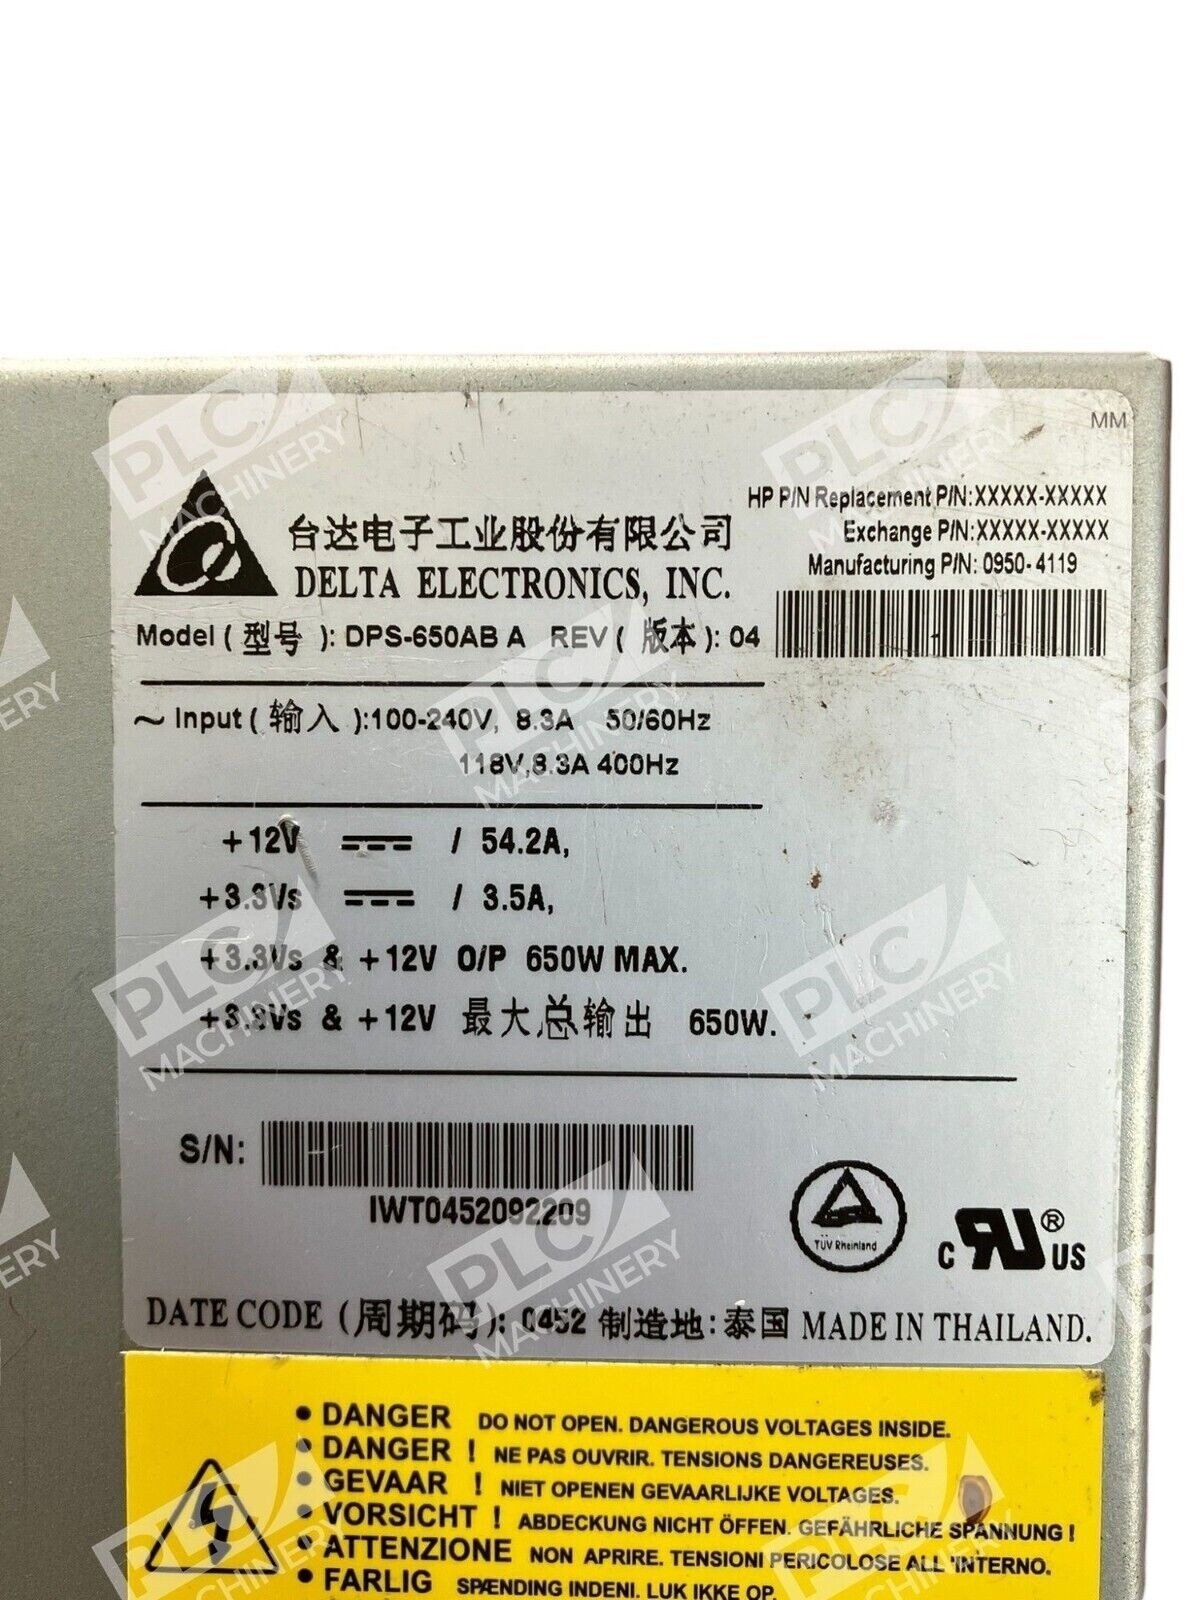 MM
HP P/N Replacement P/N:XXXXX-XXXXX
Exchange P/N:XXXXX-XXXXX
Manufacturing P/N: 0950-4119
台达电子工业股份有限公司
DELTA ELECTRONICS, INC.
Model ( 型号 ): DPS-650AB A REV ( 版本 ): 04
~ Input ( 输入 ):100-240V, 8.3A 50/60Hz
118V,8.3A 400Hz
+12V / 54.2A,
+3.3Vs / 3.5A,
+3.3Vs & +12V O/P 650W MAX.
+3.3Vs & +12V 最大总输出 650W.
S/N:
IWT0452092209
TÜV Rheinland
C RU ® US
DATE CODE (周期码): 0452 制造地:泰国 MADE IN THAILAND.
• DANGER DO NOT OPEN. DANGEROUS VOLTAGES INSIDE.
• DANGER ! NE PAS OUVRIR. TENSIONS DANGEREUSES.
• GEVAAR ! NIET OPENEN GEVAARLIJKE VOLTAGES.
• VORSICHT ! ABDECKUNG NICHT ÖFFEN. GEFÄHRLICHE SPANNUNG !
• ATTENZIONE NON APRIRE. TENSIONI PERICOLOSE ALL 'INTERNO.
• FARLIG SPÆNDING INDENI. LUK IKKE OP.
PLC MACHINERY